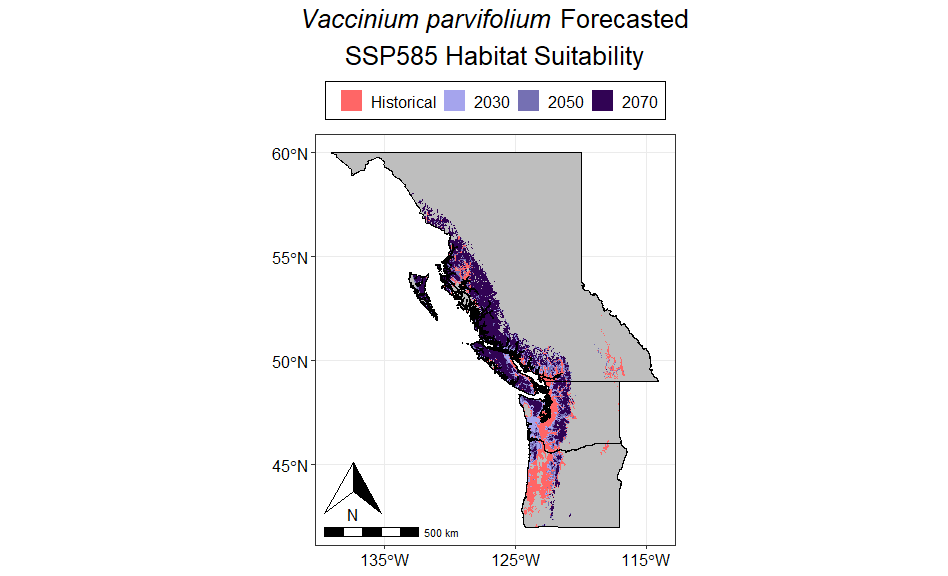 Vaccinium parvifolium Forecasted
SSP585 Habitat Suitability
Historical 2030 2050 2070
60°N
55°N
50°N
45°N
N
500 km
135°W 125°W 115°W